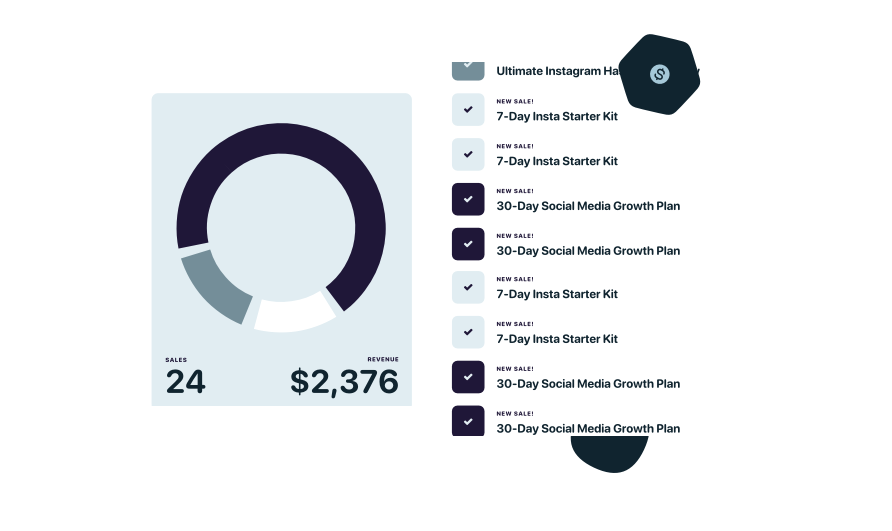 Ultimate Instagram
NEW SALE!
7-Day Insta Starter Kit
NEW SALE!
7-Day Insta Starter Kit
NEW SALE!
30-Day Social Media Growth Plan
NEW SALE!
30-Day Social Media Growth Plan
NEW SALE!
7-Day Insta Starter Kit
NEW SALE!
7-Day Insta Starter Kit
NEW SALE!
30-Day Social Media Growth Plan
NEW SALE!
30-Day Social Media Growth Plan
SALES
24
REVENUE
$2,376